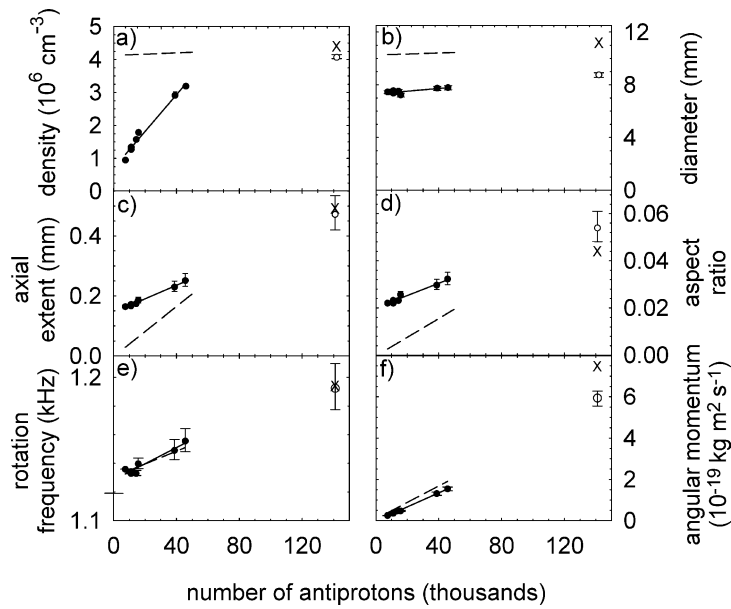 a)
b)
5
4
3
2
1
0
density (10⁶ cm⁻³)
12
8
4
0
diameter (mm)
c)
d)
0.4
0.2
0.0
axial
extent (mm)
0.06
0.04
0.02
0.00
aspect
ratio
e)
f)
1.2
1.1
rotation
frequency (kHz)
6
4
2
0
angular momentum
(10⁻¹⁹ kg m² s⁻¹)
0 40 80 120
0 40 80 120
number of antiprotons (thousands)